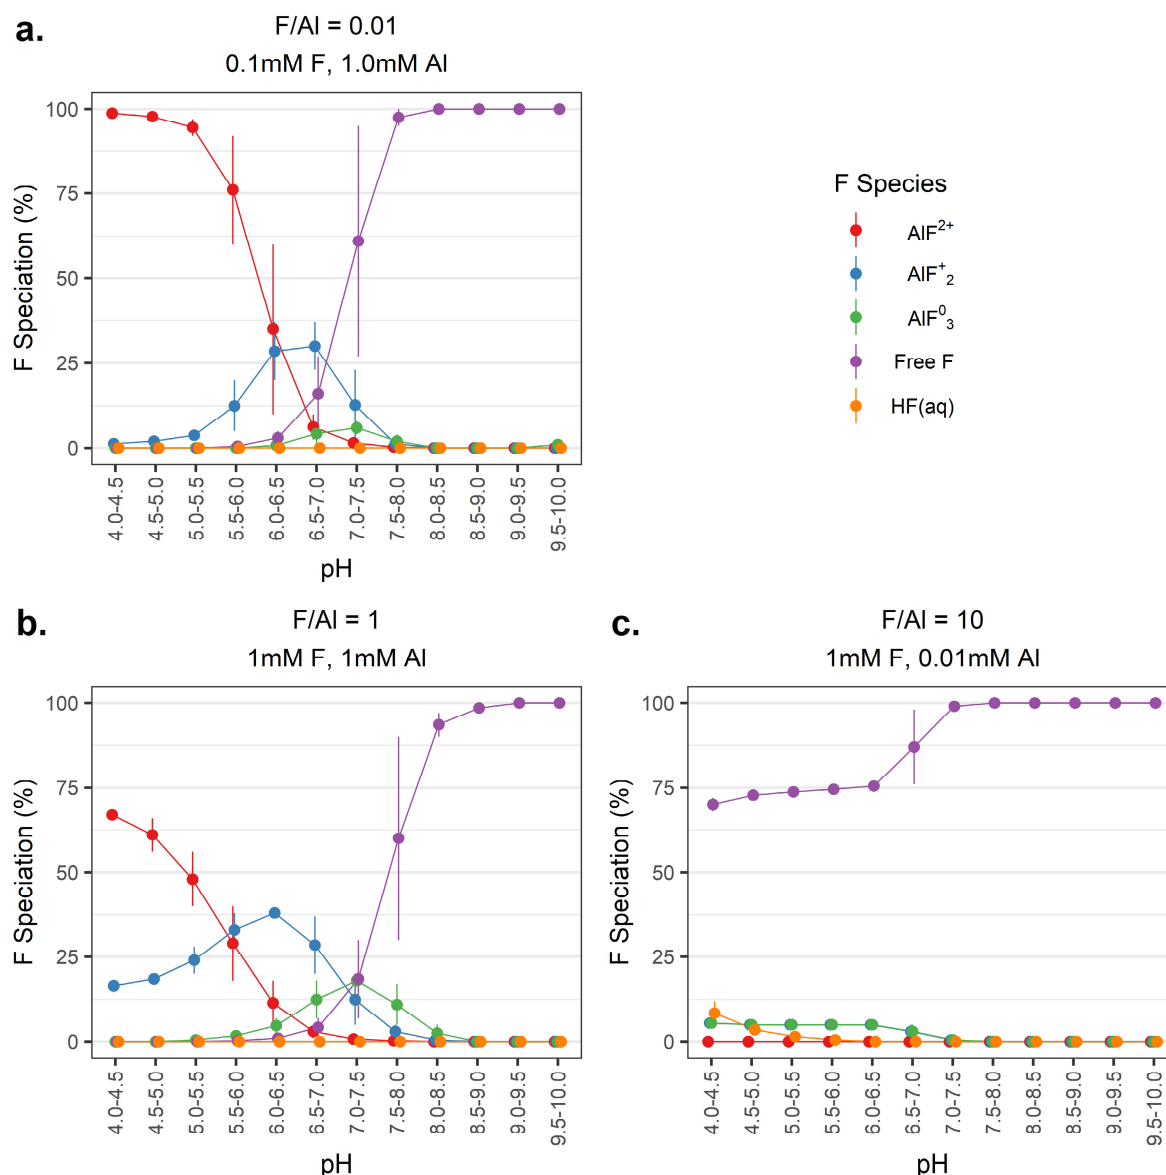 a.
F/Al = 0.01
0.1mM F, 1.0mM Al
F Speciation (%)
100
75
50
25
0
4.0-4.5
4.5-5.0
5.0-5.5
5.5-6.0
6.0-6.5
6.5-7.0
7.0-7.5
7.5-8.0
8.0-8.5
8.5-9.0
9.0-9.5
9.5-10.0
pH
F Species
AlF²⁺
AlF⁺₂
AlF⁰₃
Free F
HF(aq)
b.
F/Al = 1
1mM F, 1mM Al
F Speciation (%)
100
75
50
25
0
4.0-4.5
4.5-5.0
5.0-5.5
5.5-6.0
6.0-6.5
6.5-7.0
7.0-7.5
7.5-8.0
8.0-8.5
8.5-9.0
9.0-9.5
9.5-10.0
pH
c.
F/Al = 10
1mM F, 0.01mM Al
F Speciation (%)
100
75
50
25
0
4.0-4.5
4.5-5.0
5.0-5.5
5.5-6.0
6.0-6.5
6.5-7.0
7.0-7.5
7.5-8.0
8.0-8.5
8.5-9.0
9.0-9.5
9.5-10.0
pH